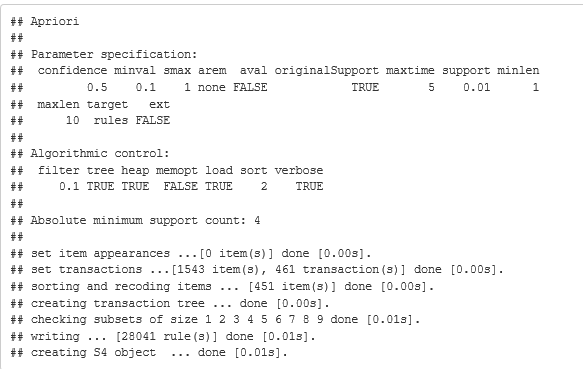 ## Apriori
##
## Parameter specification:
##  confidence minval smax arem  aval originalSupport maxtime support minlen
##         0.5    0.1    1 none FALSE            TRUE       5    0.01      1
##  maxlen target   ext
##      10  rules FALSE
##
## Algorithmic control:
##  filter tree heap memopt load sort verbose
##     0.1 TRUE TRUE  FALSE TRUE    2    TRUE
##
## Absolute minimum support count: 4
##
## set item appearances ...[0 item(s)] done [0.00s].
## set transactions ...[1543 item(s), 461 transaction(s)] done [0.00s].
## sorting and recoding items ... [451 item(s)] done [0.00s].
## creating transaction tree ... done [0.00s].
## checking subsets of size 1 2 3 4 5 6 7 8 9 done [0.01s].
## writing ... [28041 rule(s)] done [0.01s].
## creating S4 object  ... done [0.01s].